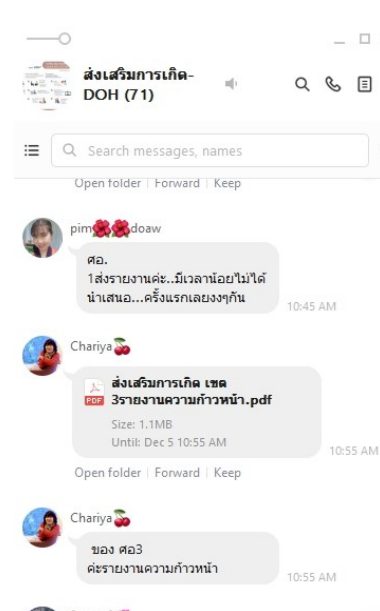 ส่งเสริมการเกิด-
DOH (71)
Search messages, names
Open folder | Forward | Keep
pim🌺🌺doaw
ศอ.
1ส่งรายงานค่ะ..มีเวลาน้อยไม่ได้
นำเสนอ...ครั้งแรกเลยงงๆกัน
10:45 AM
Chariya🍒
ส่งเสริมการเกิด เขต
3รายงานความก้าวหน้า.pdf
PDF
Size: 1.1MB
Until: Dec 5 10:55 AM
10:55 AM
Open folder | Forward | Keep
Chariya🍒
ของ ศอ3
ค่ะรายงานความก้าวหน้า
10:55 AM